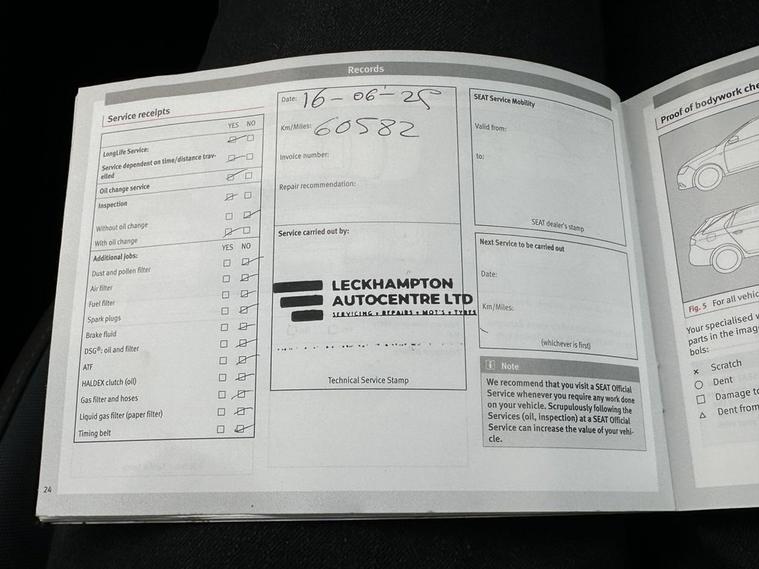 Records
Service receipts
YES NO
LongLife Service:
Service dependent on time/distance trav-
elled
Oil change service
Inspection
Without oil change
With oil change
YES NO
Additional jobs:
Dust and pollen filter
Air filter
Fuel filter
Spark plugs
Brake fluid
DSG®: oil and filter
ATF
HALDEX clutch (oil)
Gas filter and hoses
Liquid gas filter (paper filter)
Timing belt
24
Date: 16-06-25
Km/Miles: 60582
Invoice number:
Repair recommendation:
Service carried out by:
LECKHAMPTON
AUTOCENTRE LTD
SERVICING • REPAIRS • MOT'S • TYRES
Technical Service Stamp
SEAT Service Mobility
Valid from:
to:
SEAT dealer's stamp
Next Service to be carried out
Date:
Km/Miles:
(whichever is first)
Note
We recommend that you visit a SEAT Official
Service whenever you require any work done
on your vehicle. Scrupulously following the
Services (oil, inspection) at a SEAT Official
Service can increase the value of your vehi-
cle.
Proof of bodywork che
Fig. 5 For all vehic
Your specialised w
parts in the imag
bols:
x Scratch
○ Dent
□ Damage to
△ Dent from